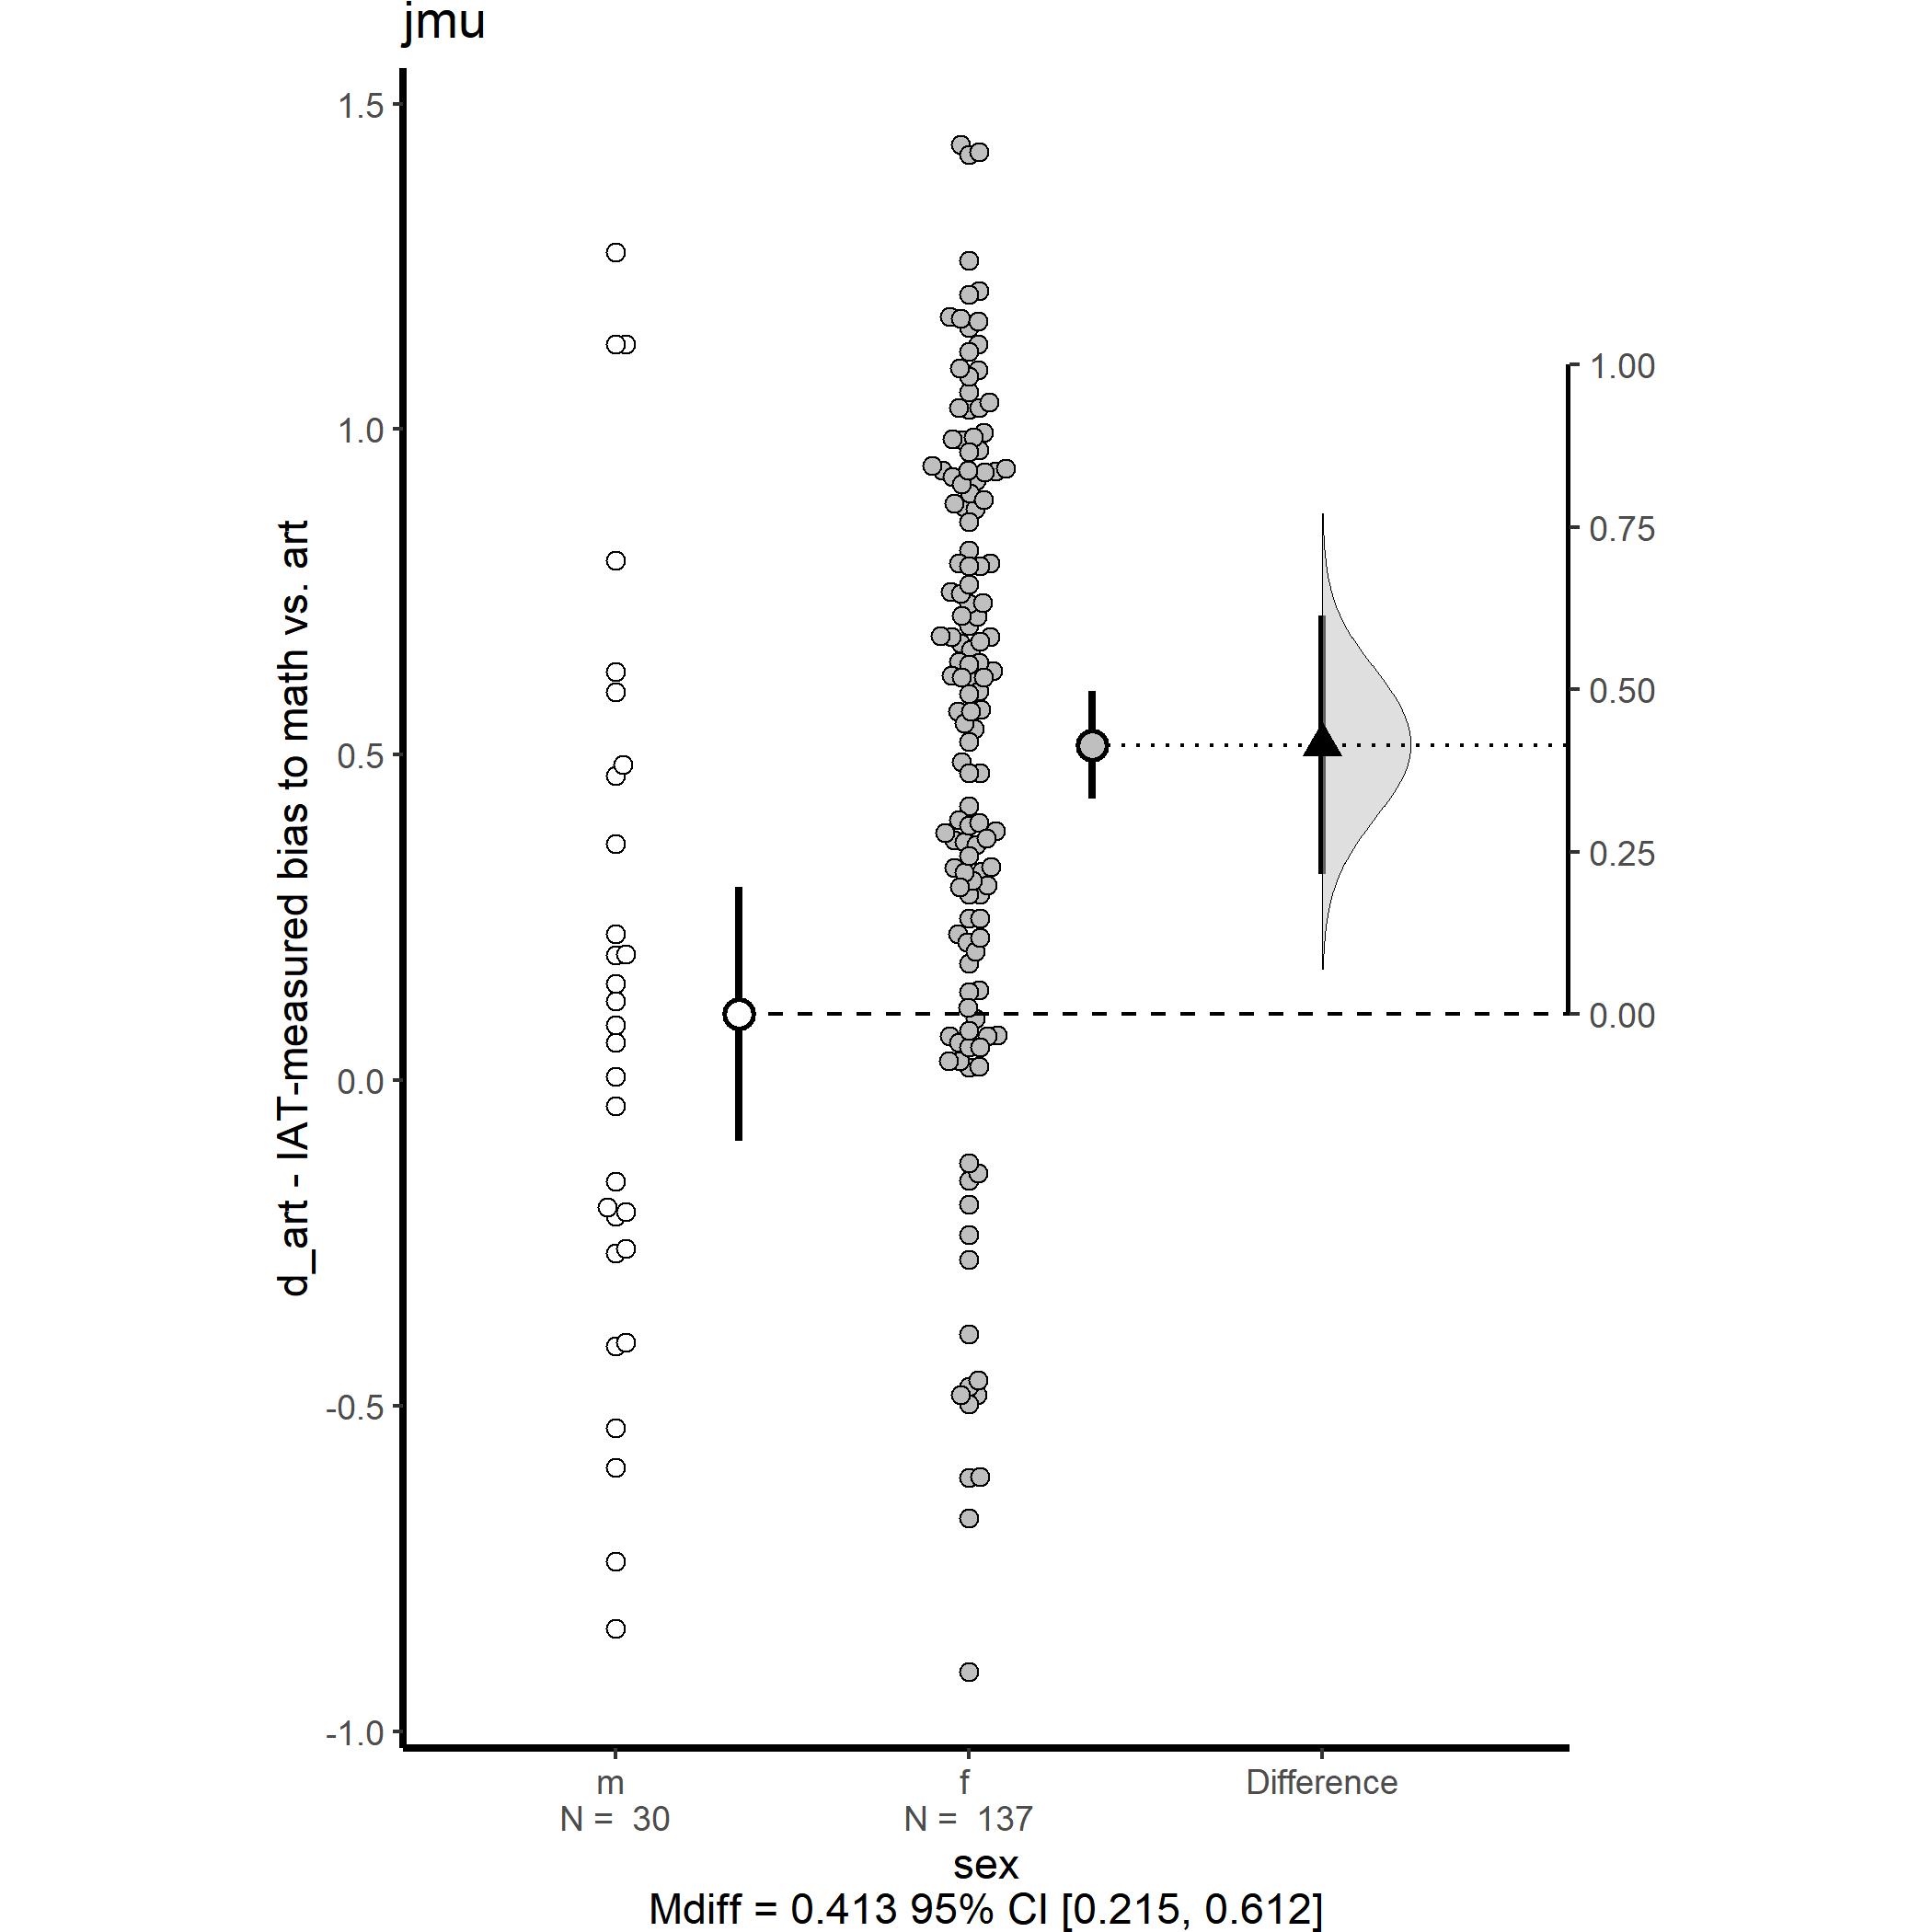 jmu
d_art - IAT-measured bias to math vs. art
1.5
1.0
0.5
0.0
-0.5
-1.0
1.00
0.75
0.50
0.25
0.00
m
N =  30
f
N =  137
Difference
sex
Mdiff = 0.413 95% CI [0.215, 0.612]